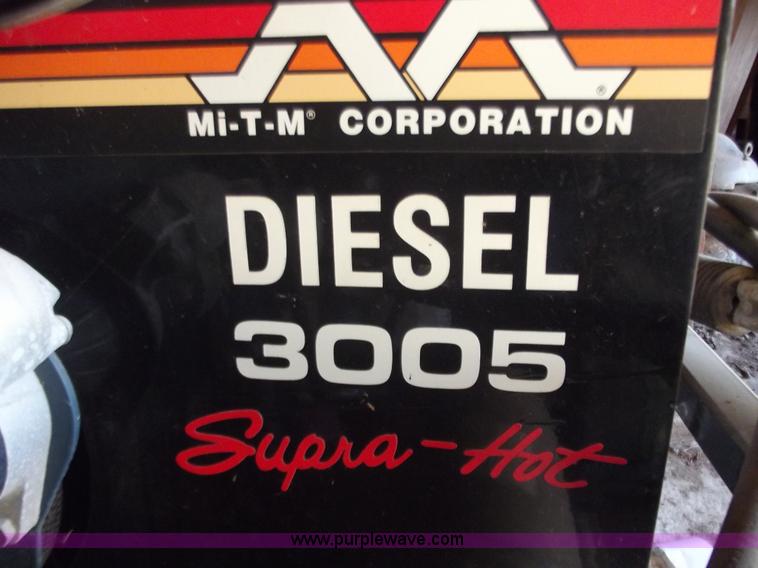 Mi-T-M® CORPORATION
DIESEL
3005
Supra-Hot
www.purplewave.com